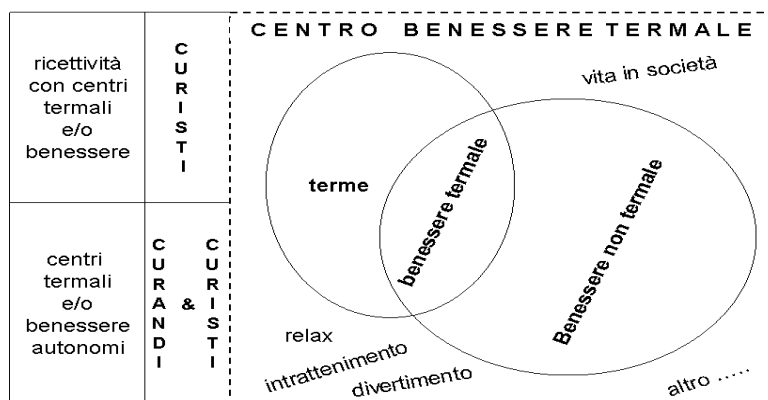 CENTRO BENESSERE TERMALE
ricettività
con centri
termali
e/o
benessere
CURISTI
vita in società
terme
benessere termale
Benessere non termale
centri
termali
e/o
benessere
autonomi
CURANDI
&
CURISTI
relax
intrattenimento
divertimento
altro .....